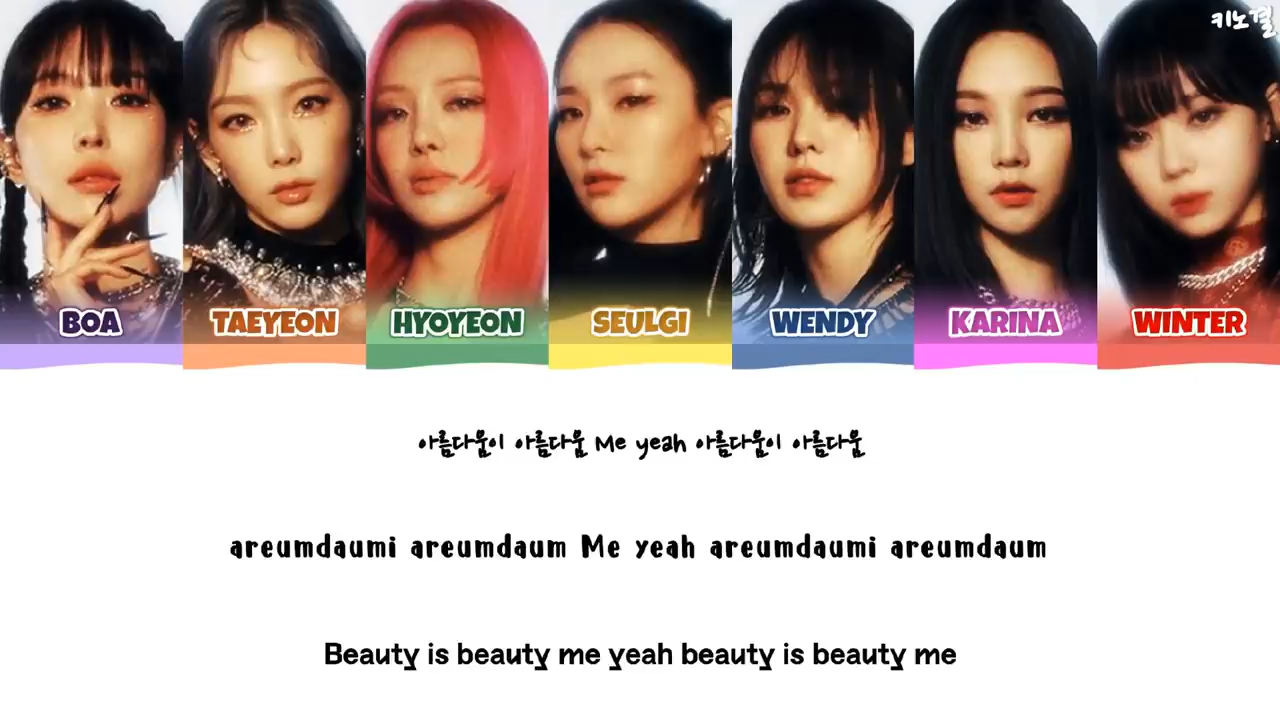 키노결
BOA TAEYEON HYOYEON SEULGI WENDY KARINA WINTER
아름다움이 아름다움 Me yeah 아름다움이 아름다움
areumdaumi areumdaum Me yeah areumdaumi areumdaum
Beauty is beauty me yeah beauty is beauty me